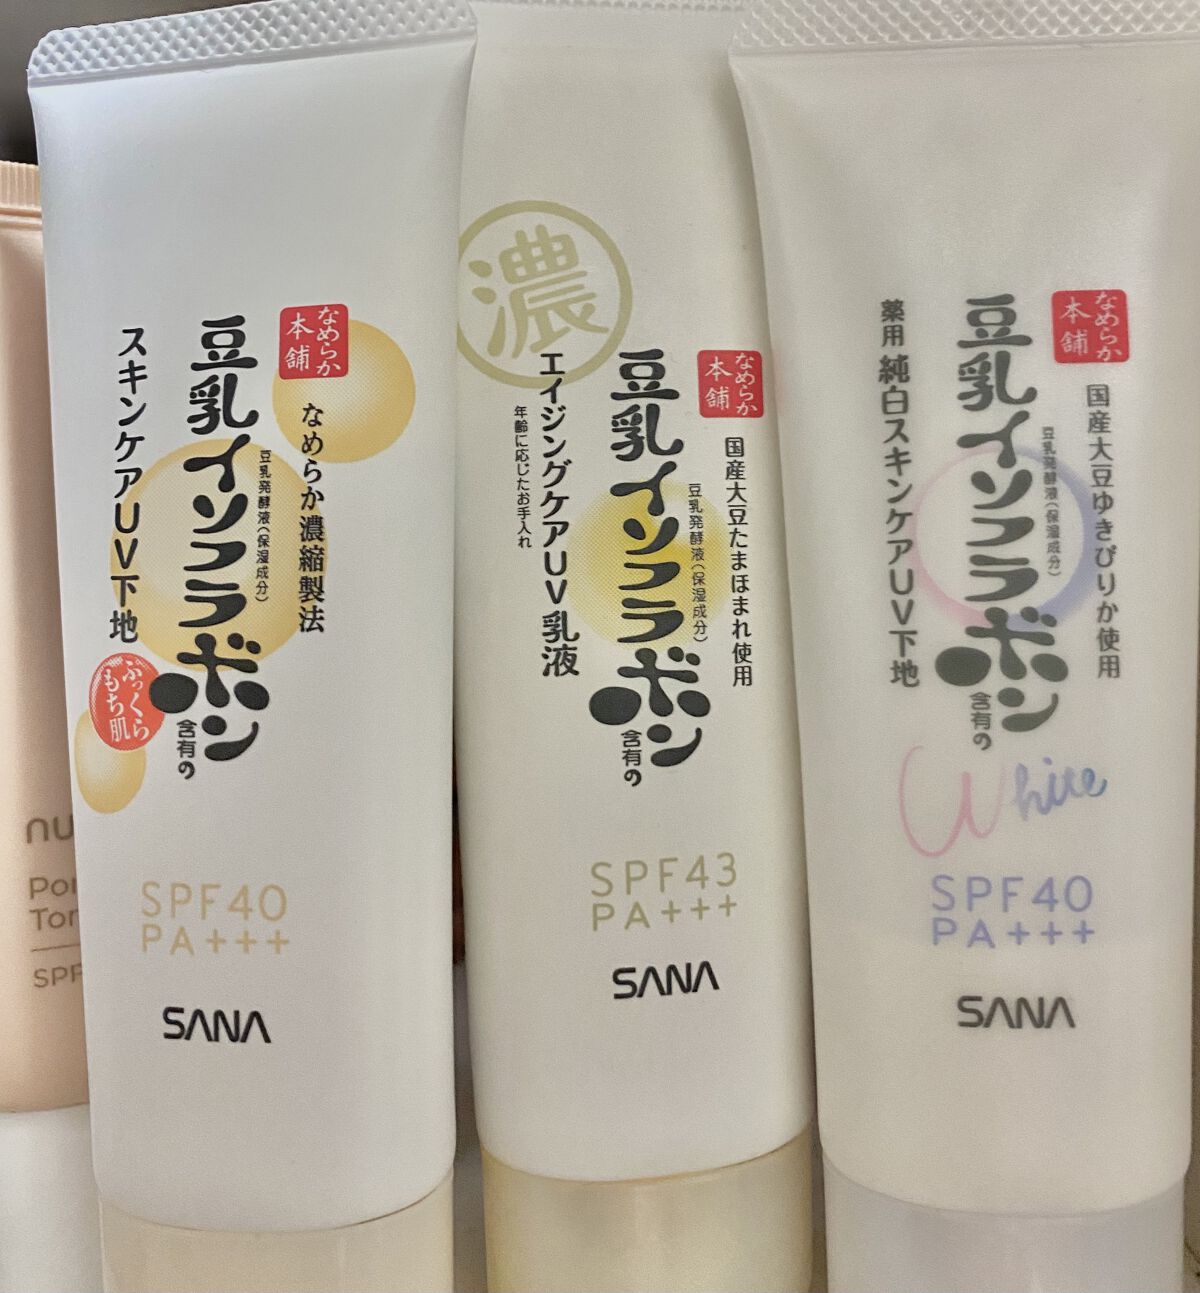 なめらか
本舗
なめらか濃縮製法
豆乳発酵液(保湿成分)
豆乳イソフラボン
含有の
スキンケアUV下地
ぷっくら
もち肌
SPF40
PA+++
SANA
濃
なめらか
本舗
国産大豆たまほまれ使用
豆乳発酵液(保湿成分)
豆乳イソフラボン
含有の
エイジングケアUV乳液
年齢に応じたお手入れ
SPF43
PA+++
SANA
なめらか
本舗
国産大豆ゆきぴりか使用
豆乳発酵液(保湿成分)
豆乳イソフラボン
含有の
薬用 純白スキンケアUV下地
White
SPF40
PA+++
SANA
SPF